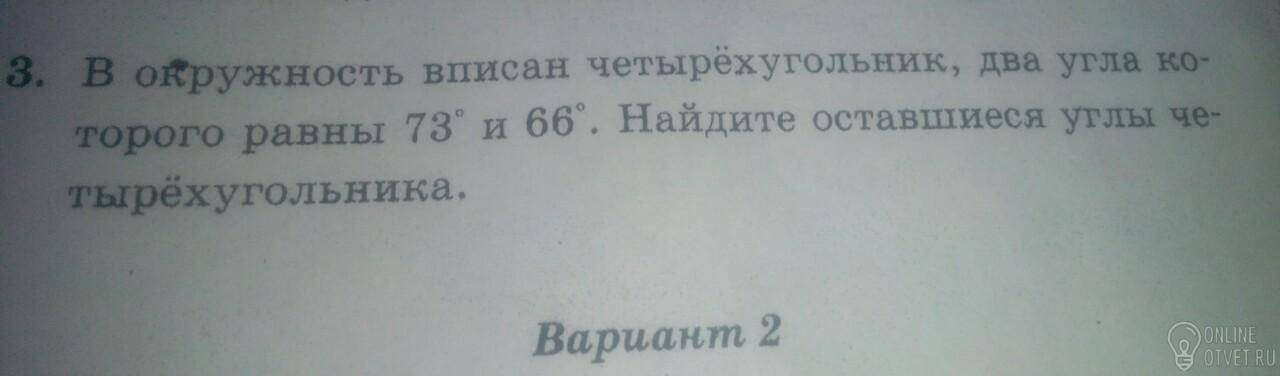 3. В окружность вписан четырёхугольник, два угла ко-
торого равны 73° и 66°. Найдите оставшиеся углы че-
тырёхугольника.
Вариант 2
ONLINE
OTVET.RU